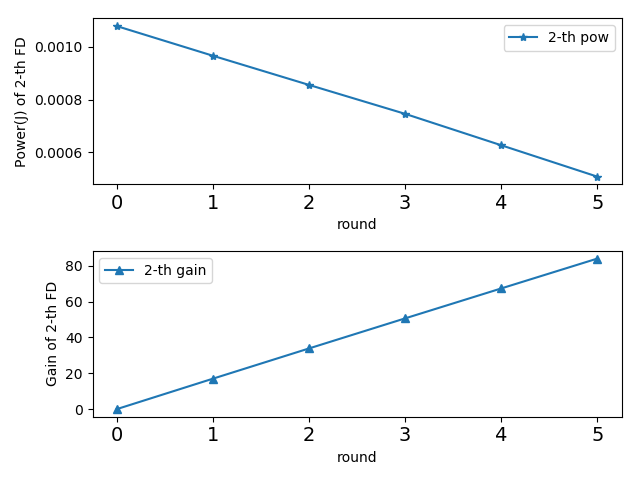 Power(J) of 2-th FD
0.0010
0.0008
0.0006
2-th pow
0 1 2 3 4 5
round
Gain of 2-th FD
80
60
40
20
0
2-th gain
0 1 2 3 4 5
round